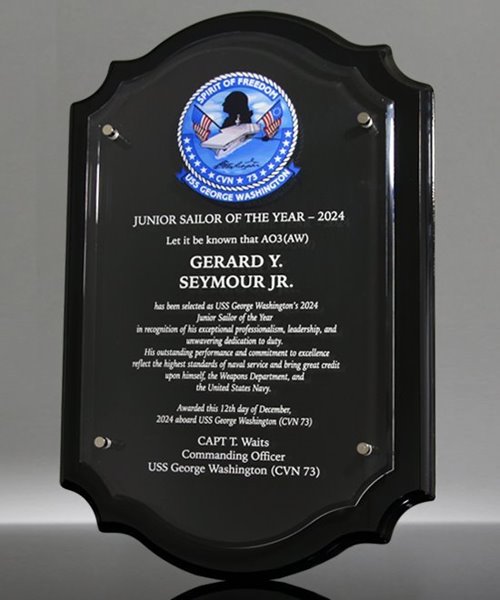 SPIRIT OF FREEDOM
CVN 73
USS GEORGE WASHINGTON
JUNIOR SAILOR OF THE YEAR – 2024
Let it be known that AO3(AW)
GERARD Y.
SEYMOUR JR.
has been selected as USS George Washington's 2024
Junior Sailor of the Year
in recognition of his exceptional professionalism, leadership, and
unwavering dedication to duty.
His outstanding performance and commitment to excellence
reflect the highest standards of naval service and bring great credit
upon himself, the Weapons Department, and
the United States Navy.
Awarded this 12th day of December,
2024 aboard USS George Washington (CVN 73)
CAPT T. Waits
Commanding Officer
USS George Washington (CVN 73)